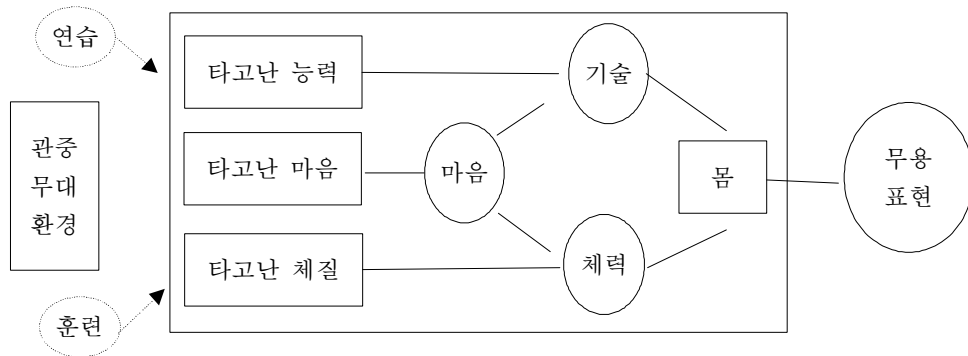 연습
타고난 능력
기술
관중
무대
환경
타고난 마음
마음
몸
무용
표현
타고난 체질
체력
훈련